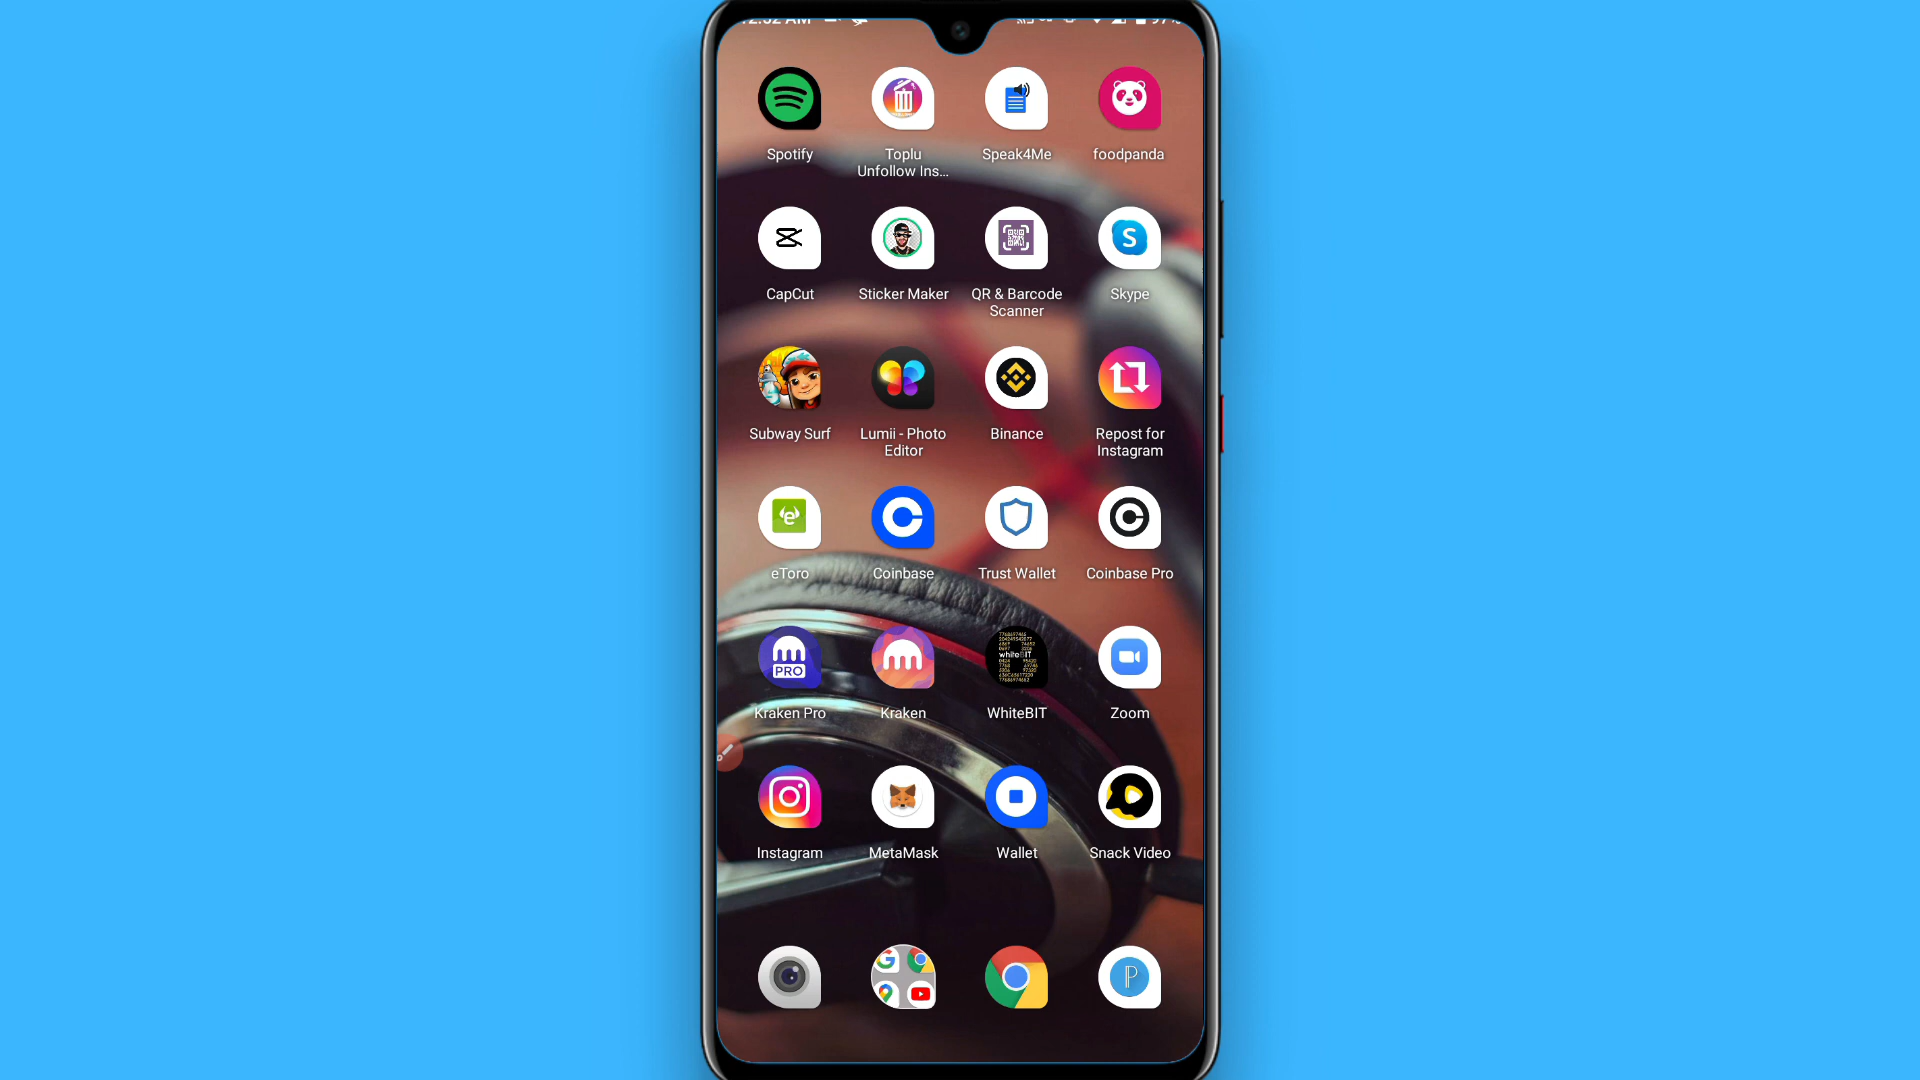 Spotify
Toplu
Unfollow Ins...
Speak4Me
foodpanda
CapCut
Sticker Maker
QR & Barcode
Scanner
S
Skype
Subway Surf
Lumii - Photo
Editor
Binance
Repost for
Instagram
e
eToro
Coinbase
Trust Wallet
Coinbase Pro
PRO
Kraken Pro
Kraken
whiteBIT
WhiteBIT
Zoom
Instagram
MetaMask
Wallet
Snack Video